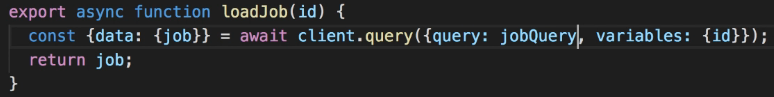 export async function loadJob(id) {
  const {data: {job}} = await client.query({query: jobQuery, variables: {id}});
  return job;
}